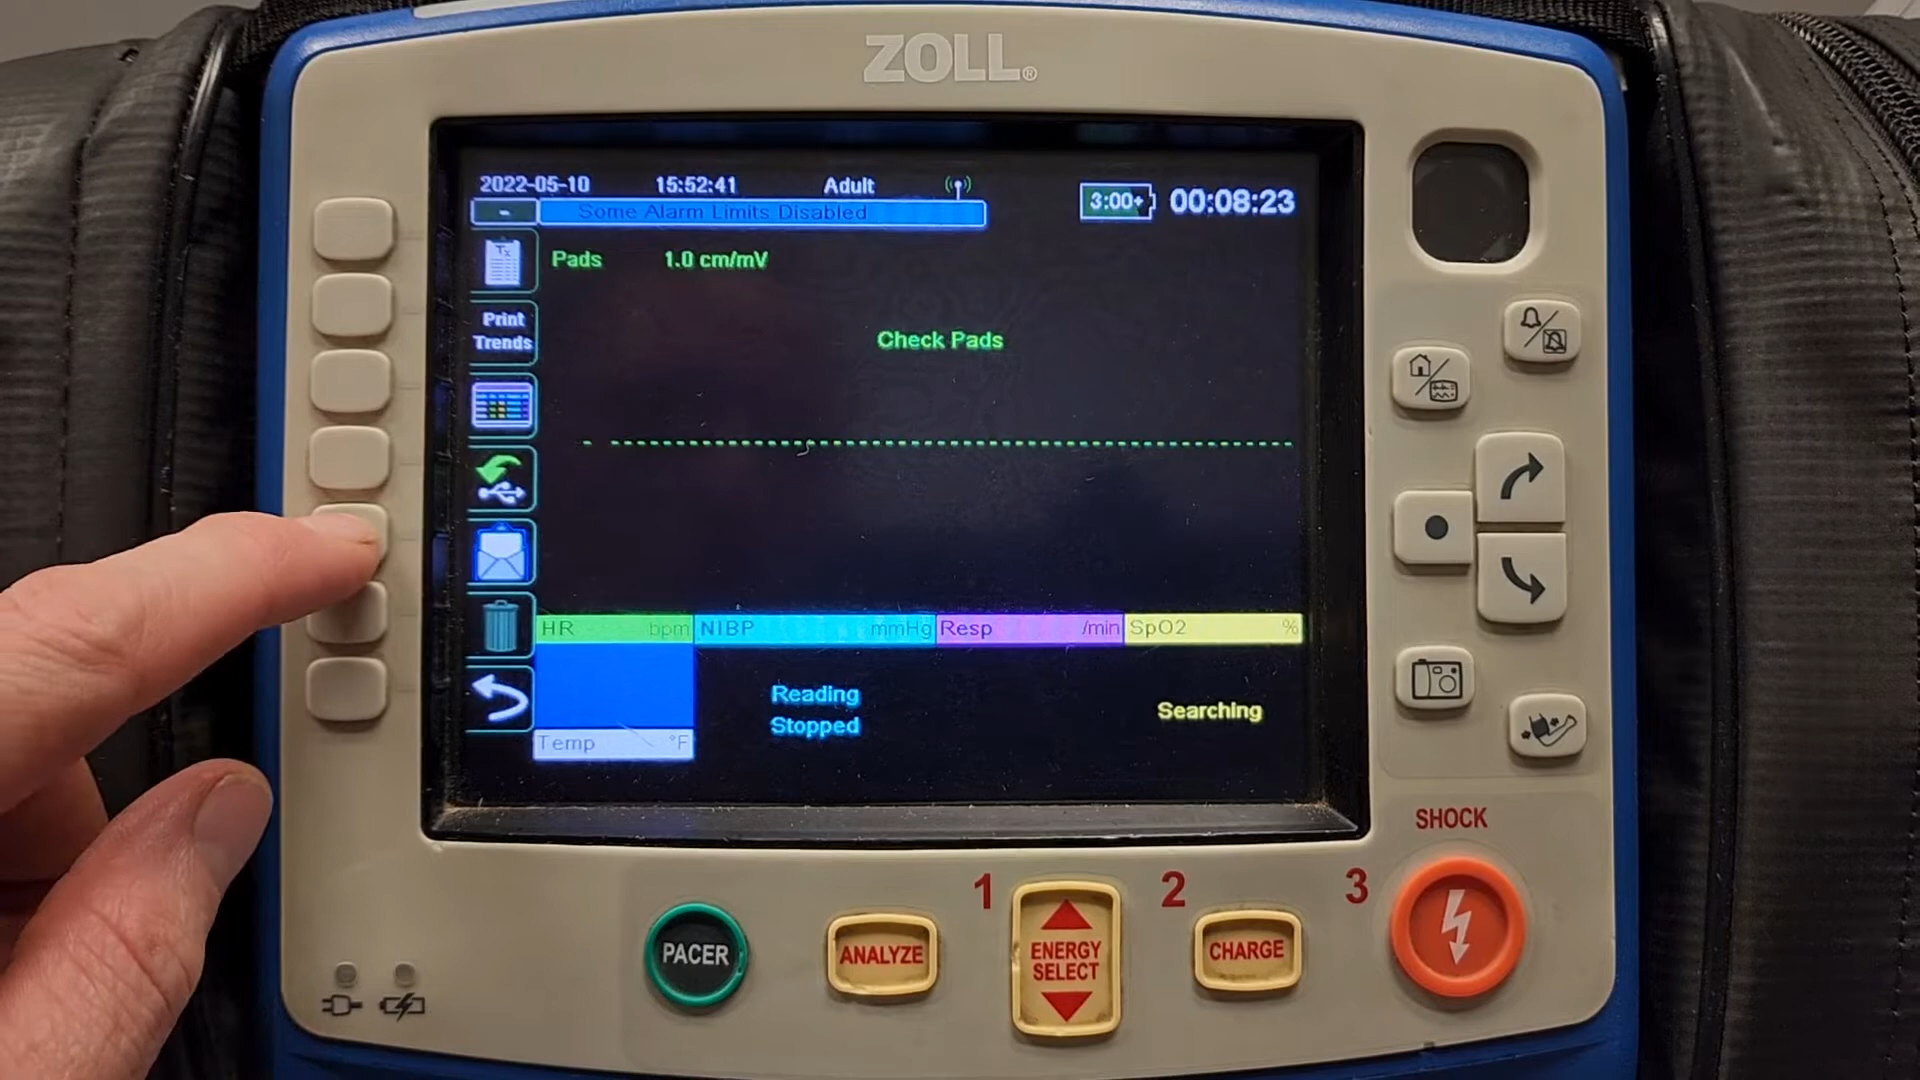 ZOLL®
2022-05-10 15:52:41 Adult
3:00+ 00:08:23
Some Alarm Limits Disabled
Tx
Pads 1.0 cm/mV
Print
Trends
Check Pads
HR bpm NIBP mmHg Resp /min SpO2 %
Reading
Stopped
Searching
Temp °F
SHOCK
1 2 3
PACER
ANALYZE
ENERGY
SELECT
CHARGE